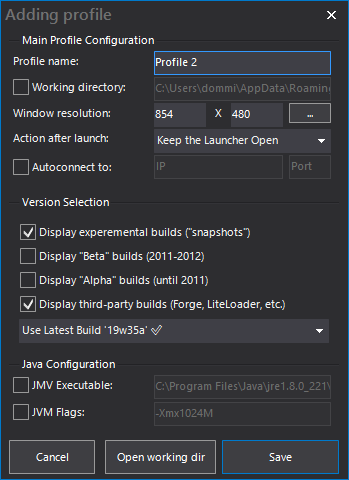 Adding profile
Main Profile Configuration
Profile name: Profile 2
Working directory: C:\Users\dommi\AppData\Roaming
Window resolution: 854 X 480 ...
Action after launch: Keep the Launcher Open
Autoconnect to: IP Port
Version Selection
Display experemental builds ("snapshots")
Display "Beta" builds (2011-2012)
Display "Alpha" builds (until 2011)
Display third-party builds (Forge, LiteLoader, etc.)
Use Latest Build '19w35a'
Java Configuration
JMV Executable: C:\Program Files\Java\jre1.8.0_221\
JVM Flags: -Xmx1024M
Cancel Open working dir Save